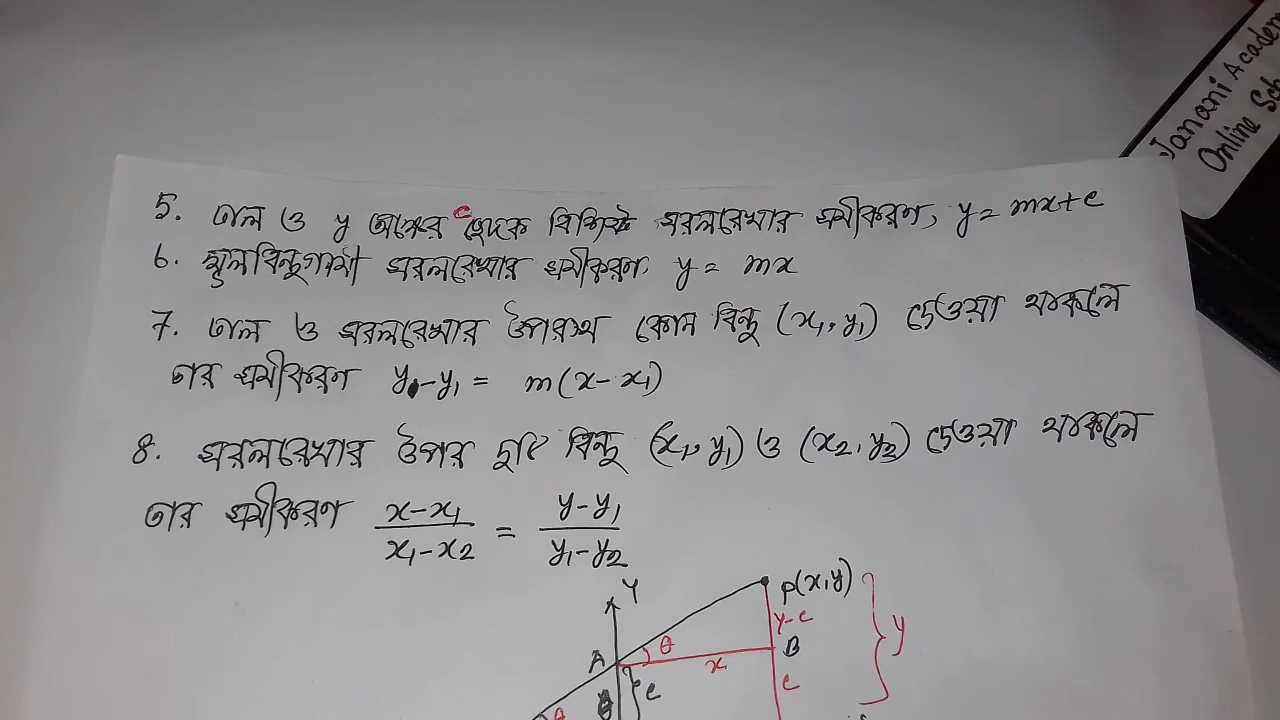 Janani Academ
Online Sch
5. ঢাল ও y অক্ষের c ছেদক বিশিষ্ট সরলরেখার সমীকরণ, y = mx+c
6. মূলবিন্দুগামী সরলরেখার সমীকরণ, y = mx
7. ঢাল ও সরলরেখার উপরস্থ কোন বিন্দু (x₁, y₁) দেওয়া থাকলে
তার সমীকরণ y-y₁ = m(x-x₁)
8. সরলরেখার উপর দুটি বিন্দু (x₁, y₁) ও (x₂, y₂) দেওয়া থাকলে
তার সমীকরণ (x-x₁)/(x₁-x₂) = (y-y₁)/(y₁-y₂)
Y
P(x,y)
y-c
y
θ
A
B
x
c
c
θ